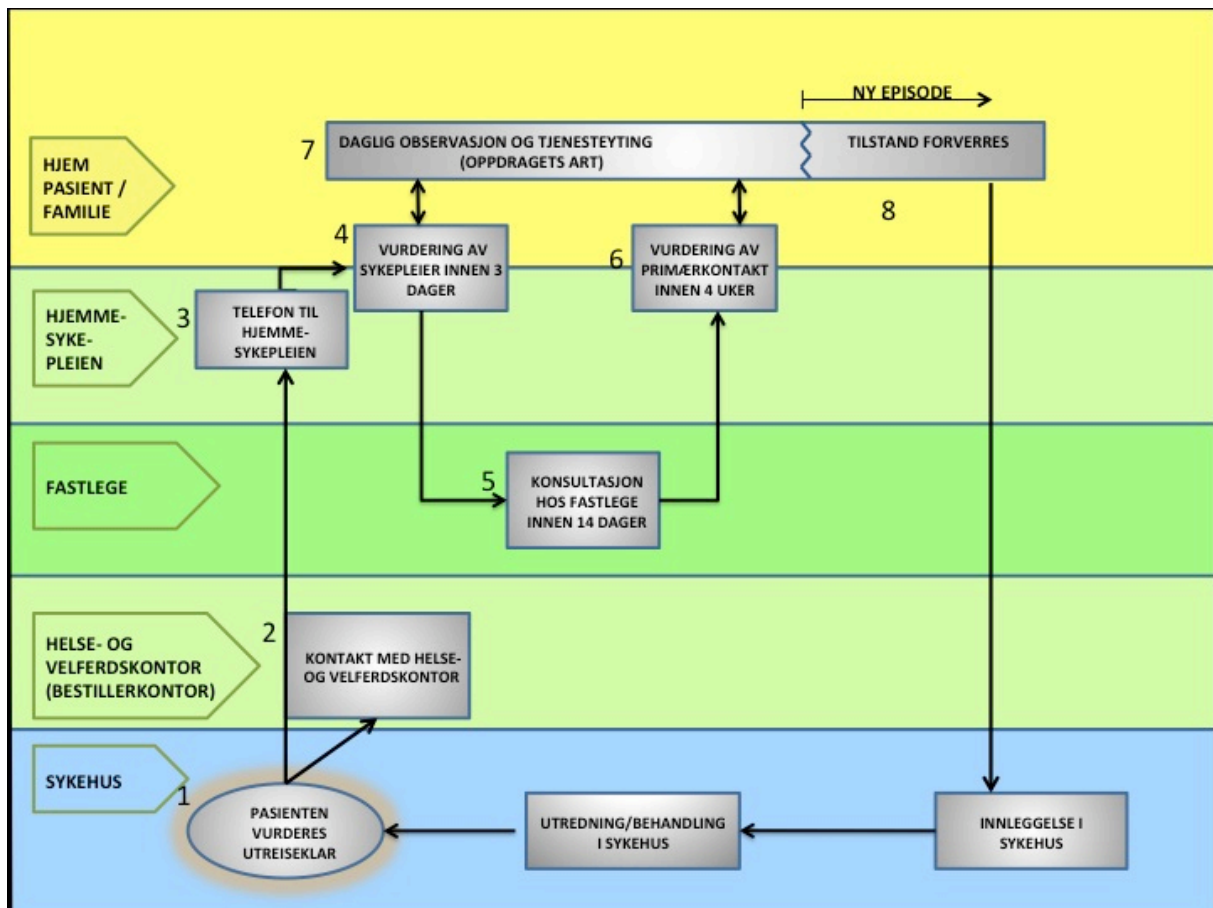 NY EPISODE
7
DAGLIG OBSERVASJON OG TJENESTEYTING
(OPPDRAGETS ART)
TILSTAND FORVERRES
HJEM
PASIENT /
FAMILIE
8
4
VURDERING AV
SYKEPLEIER INNEN 3
DAGER
6
VURDERING AV
PRIMÆRKONTAKT
INNEN 4 UKER
HJEMME-
SYKE-
PLEIEN
3
TELEFON TIL
HJEMME-
SYKEPLEIEN
FASTLEGE
5
KONSULTASJON
HOS FASTLEGE
INNEN 14 DAGER
HELSE- OG
VELFERDSKONTOR
(BESTILLERKONTOR)
2
KONTAKT MED HELSE-
OG VELFERDSKONTOR
SYKEHUS
1
PASIENTEN
VURDERES
UTREISEKLAR
UTREDNING/BEHANDLING
I SYKEHUS
INNLEGGELSE I
SYKEHUS